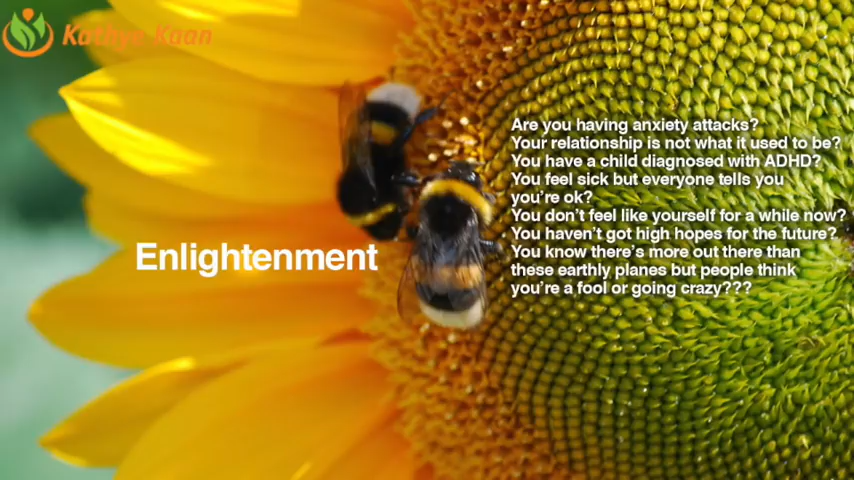 Kathye Kaan
Enlightenment
Are you having anxiety attacks?
Your relationship is not what it used to be?
You have a child diagnosed with ADHD?
You feel sick but everyone tells you
you're ok?
You don't feel like yourself for a while now?
You haven't got high hopes for the future?
You know there's more out there than
these earthly planes but people think
you're a fool or going crazy???